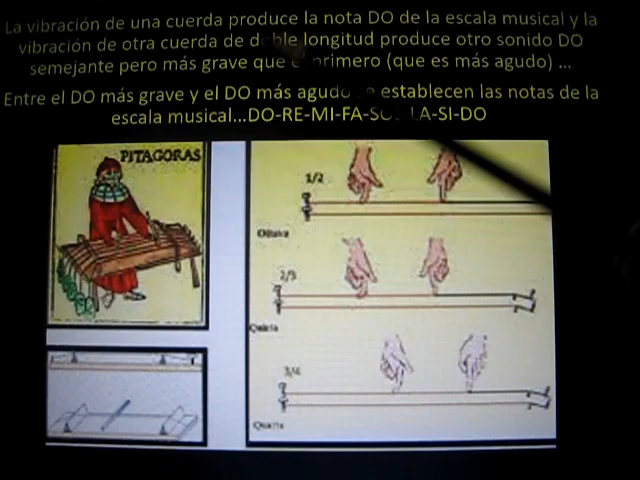 La vibración de una cuerda produce la nota DO de la escala musical y la
vibración de otra cuerda de doble longitud produce otro sonido DO
semejante pero más grave que el primero (que es más agudo) ...
Entre el DO más grave y el DO más agudo se establecen las notas de la
escala musical...DO-RE-MI-FA-SOL-LA-SI-DO
PITAGORAS
1/2
Octava
2/3
Quinta
3/4
Quarta